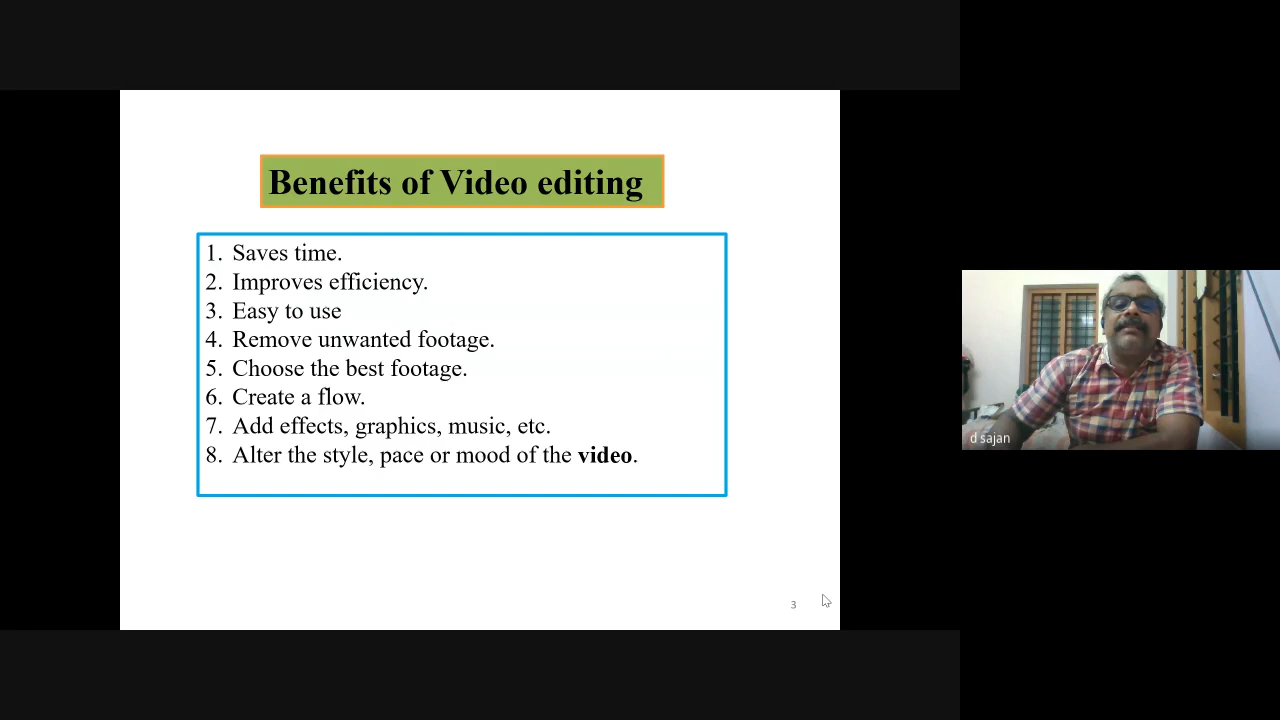 Benefits of Video editing
1. Saves time.
2. Improves efficiency.
3. Easy to use
4. Remove unwanted footage.
5. Choose the best footage.
6. Create a flow.
7. Add effects, graphics, music, etc.
8. Alter the style, pace or mood of the video.
3
d sajan